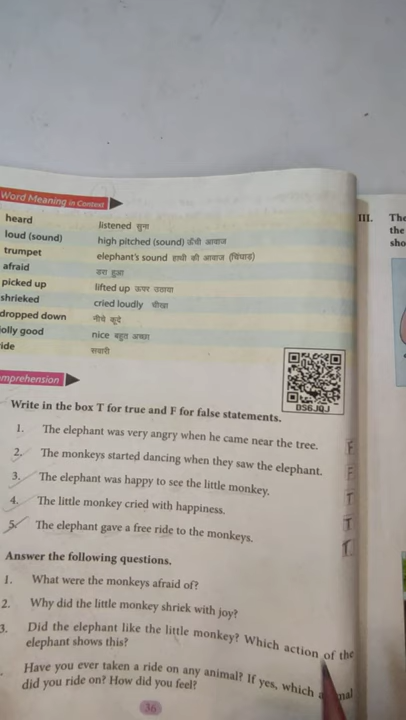 Word Meaning in Context
heard listened सुना
loud (sound) high pitched (sound) ऊँची आवाज
trumpet elephant's sound हाथी की आवाज (चिंघाड़)
afraid डरा हुआ
picked up lifted up ऊपर उठाया
shrieked cried loudly चीखा
dropped down नीचे कूदे
olly good nice बहुत अच्छा
ide सवारी
mprehension
DS6JQJ
Write in the box T for true and F for false statements.
1. The elephant was very angry when he came near the tree. F
2. The monkeys started dancing when they saw the elephant. F
3. The elephant was happy to see the little monkey. T
4. The little monkey cried with happiness. T
5. The elephant gave a free ride to the monkeys. T
Answer the following questions.
1. What were the monkeys afraid of?
2. Why did the little monkey shriek with joy?
3. Did the elephant like the little monkey? Which action of the
elephant shows this?
Have you ever taken a ride on any animal? If yes, which
did you ride on? How did you feel?
36
III. The
the
sho